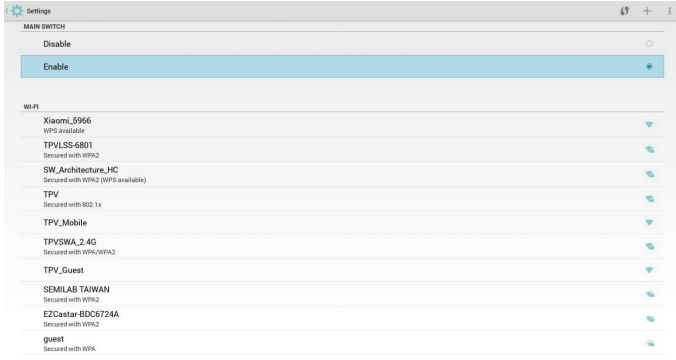 Settings
MAIN SWITCH
Disable
Enable
WI-FI
Xiaomi_5966
WPS available
TPVLSS-6801
Secured with WPA2
SW_Architecture_HC
Secured with WPA2 (WPS available)
TPV
Secured with 802.1x
TPV_Mobile
TPVSWA_2.4G
Secured with WPA/WPA2
TPV_Guest
SEMILAB TAIWAN
Secured with WPA2
EZCastar-BDC6724A
Secured with WPA2
guest
Secured with WPA